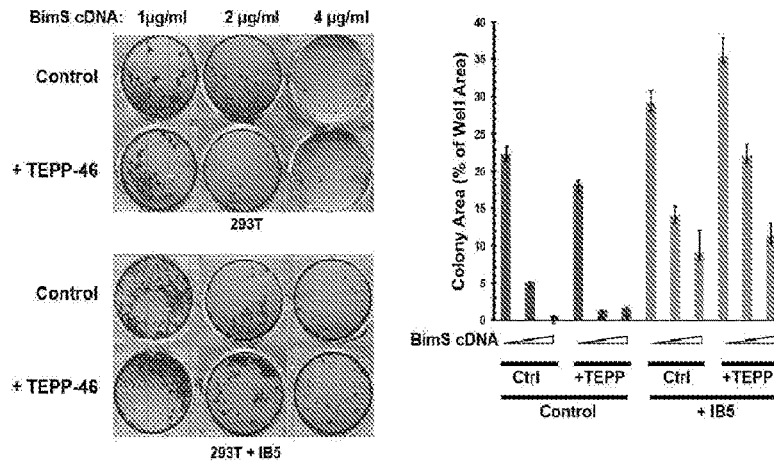 BimS cDNA: 1µg/ml 2 µg/ml 4 µg/ml
Control
+ TEPP-46
293T
Control
+ TEPP-46
293T + IB5
Colony Area (% of Well Area)
40
35
30
25
20
15
10
5
0
BimS cDNA
Ctrl +TEPP Ctrl +TEPP
Control + IB5